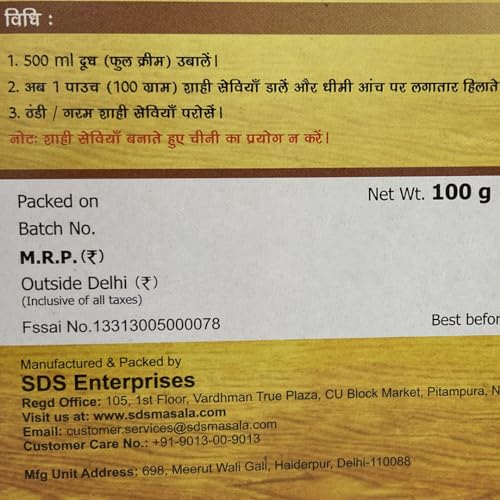 विधि :
1. 500 ml दूध (फुल क्रीम) उबालें।
2. अब 1 पाउच (100 ग्राम) शाही सेवियाँ डालें और धीमी आंच पर लगातार हिलाते
3. ठंडी / गरम शाही सेवियाँ परोसें।
नोट: शाही सेवियाँ बनाते हुए चीनी का प्रयोग न करें।
Packed on
Net Wt. 100 g
Batch No.
M.R.P.(₹)
Outside Delhi (₹)
(Inclusive of all taxes)
Fssai No.13313005000078
Best befor
Manufactured & Packed by
SDS Enterprises
Regd Office: 105, 1st Floor, Vardhman True Plaza, CU Block Market, Pitampura, N
Visit us at: www.sdsmasala.com
Email: customer.services@sdsmasala.com
Customer Care No.: +91-9013-00-9013
Mfg Unit Address: 698, Meerut Wali Gali, Haiderpur, Delhi-110088